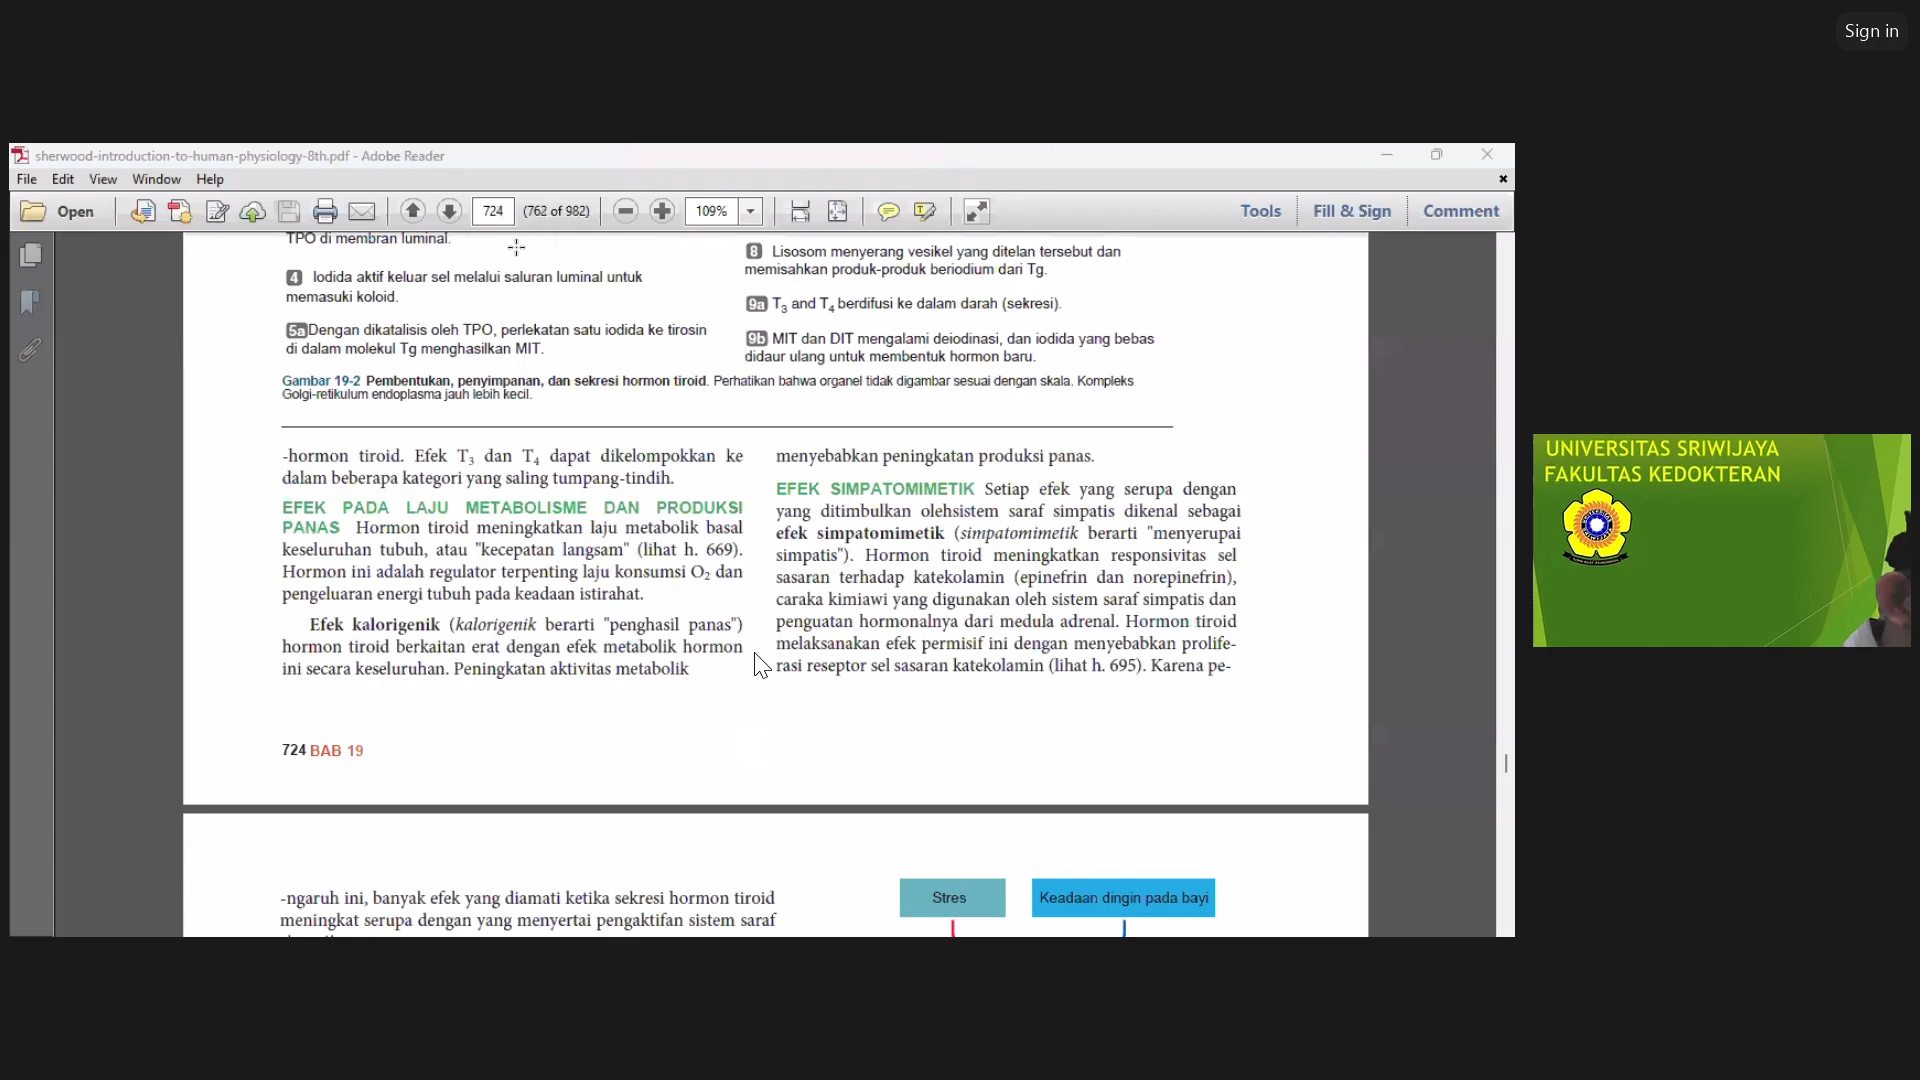 Sign in
sherwood-introduction-to-human-physiology-8th.pdf - Adobe Reader
File Edit View Window Help
Open 724 (762 of 982) 109% Tools Fill & Sign Comment
TPO di membran luminal.
4 Iodida aktif keluar sel melalui saluran luminal untuk
memasuki koloid.
5a Dengan dikatalisis oleh TPO, perlekatan satu iodida ke tirosin
di dalam molekul Tg menghasilkan MIT.
8 Lisosom menyerang vesikel yang ditelan tersebut dan
memisahkan produk-produk beriodium dari Tg.
9a T3 and T4 berdifusi ke dalam darah (sekresi).
9b MIT dan DIT mengalami deiodinasi, dan iodida yang bebas
didaur ulang untuk membentuk hormon baru.
Gambar 19-2 Pembentukan, penyimpanan, dan sekresi hormon tiroid. Perhatikan bahwa organel tidak digambar sesuai dengan skala. Kompleks
Golgi-retikulum endoplasma jauh lebih kecil.
-hormon tiroid. Efek T3 dan T4 dapat dikelompokkan ke
dalam beberapa kategori yang saling tumpang-tindih.
EFEK PADA LAJU METABOLISME DAN PRODUKSI
PANAS Hormon tiroid meningkatkan laju metabolik basal
keseluruhan tubuh, atau "kecepatan langsam" (lihat h. 669).
Hormon ini adalah regulator terpenting laju konsumsi O2 dan
pengeluaran energi tubuh pada keadaan istirahat.
Efek kalorigenik (kalorigenik berarti "penghasil panas")
hormon tiroid berkaitan erat dengan efek metabolik hormon
ini secara keseluruhan. Peningkatan aktivitas metabolik
menyebabkan peningkatan produksi panas.
EFEK SIMPATOMIMETIK Setiap efek yang serupa dengan
yang ditimbulkan olehsistem saraf simpatis dikenal sebagai
efek simpatomimetik (simpatomimetik berarti "menyerupai
simpatis"). Hormon tiroid meningkatkan responsivitas sel
sasaran terhadap katekolamin (epinefrin dan norepinefrin),
caraka kimiawi yang digunakan oleh sistem saraf simpatis dan
penguatan hormonalnya dari medula adrenal. Hormon tiroid
melaksanakan efek permisif ini dengan menyebabkan prolife-
rasi reseptor sel sasaran katekolamin (lihat h. 695). Karena pe-
724 BAB 19
-ngaruh ini, banyak efek yang diamati ketika sekresi hormon tiroid
meningkat serupa dengan yang menyertai pengaktifan sistem saraf
Stres
Keadaan dingin pada bayi
UNIVERSITAS SRIWIJAYA
FAKULTAS KEDOKTERAN